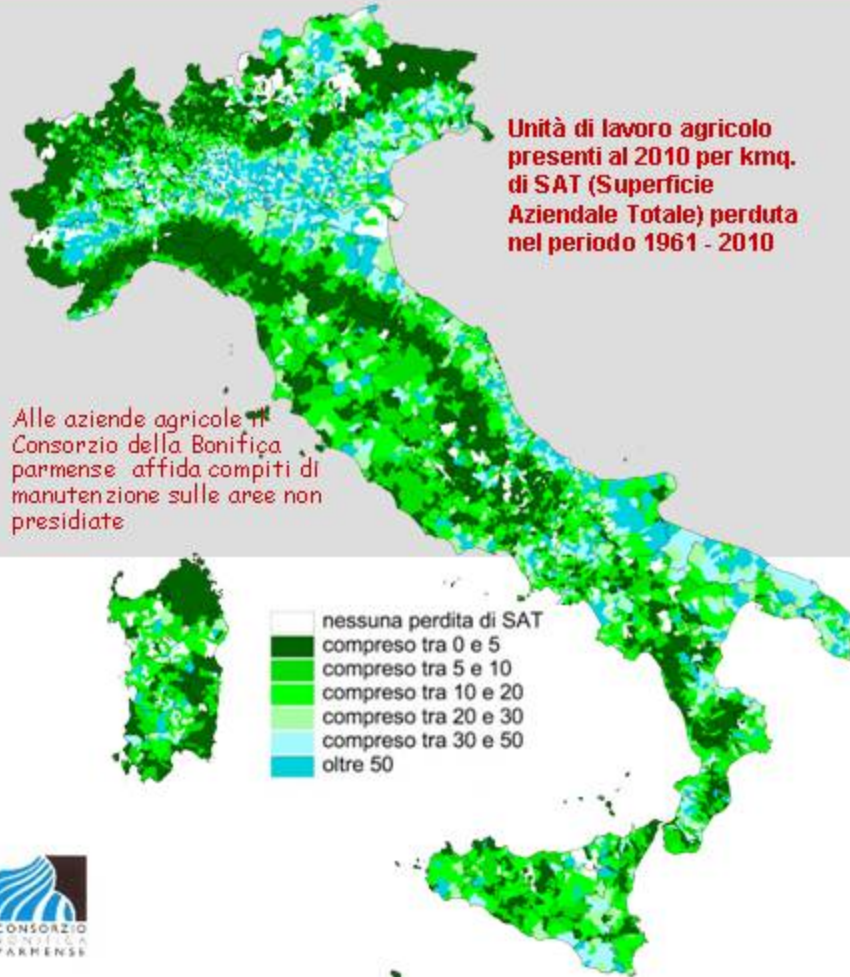 Unità di lavoro agricolo
presenti al 2010 per kmq.
di SAT (Superficie
Aziendale Totale) perduta
nel periodo 1961 - 2010
Alle aziende agricole il
Consorzio della Bonifica
parmense affida compiti di
manutenzione sulle aree non
presidiate
nessuna perdita di SAT
compreso tra 0 e 5
compreso tra 5 e 10
compreso tra 10 e 20
compreso tra 20 e 30
compreso tra 30 e 50
oltre 50
CONSORZIO
BONIFICA
PARMENSE